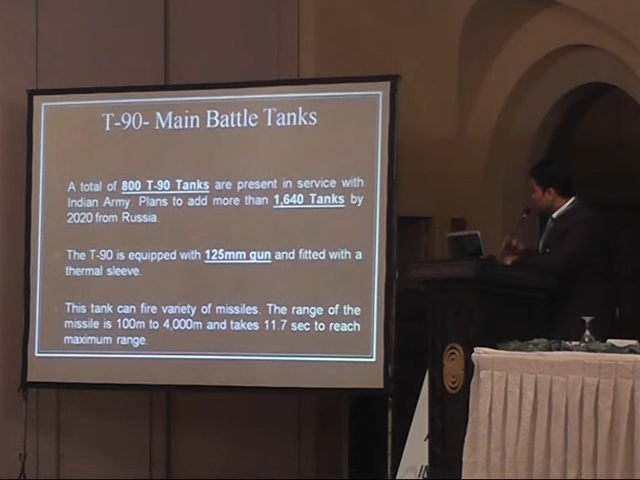 T-90- Main Battle Tanks
A total of 800 T-90 Tanks are present in service with
Indian Army. Plans to add more than 1,640 Tanks by
2020 from Russia.
The T-90 is equipped with 125mm gun and fitted with a
thermal sleeve.
This tank can fire variety of missiles. The range of the
missile is 100m to 4,000m and takes 11.7 sec to reach
maximum range.